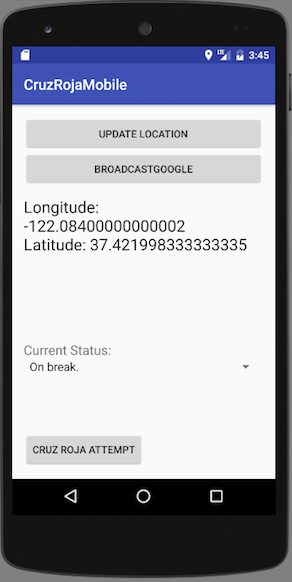 LTE 3:45
CruzRojaMobile
UPDATE LOCATION
BROADCASTGOOGLE
Longitude:
-122.08400000000002
Latitude: 37.421998333333335
Current Status:
On break.
CRUZ ROJA ATTEMPT